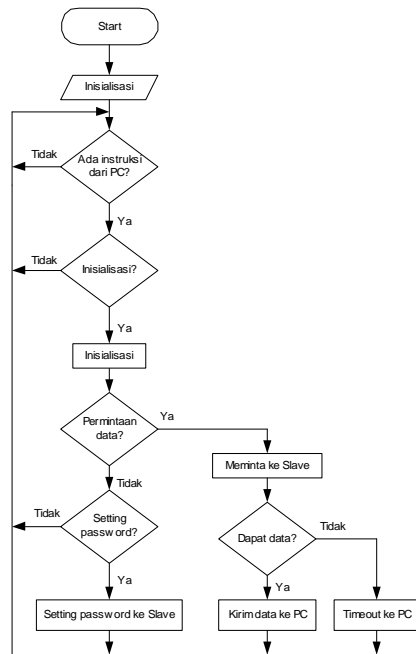 Start
Inisialisasi
Ada instruksi
dari PC?
Tidak
Ya
Inisialisasi?
Tidak
Ya
Inisialisasi
Permintaan
data?
Ya
Tidak
Meminta ke Slave
Setting
password?
Tidak
Ya
Dapat data?
Tidak
Ya
Setting password ke Slave
Kirim data ke PC
Timeout ke PC